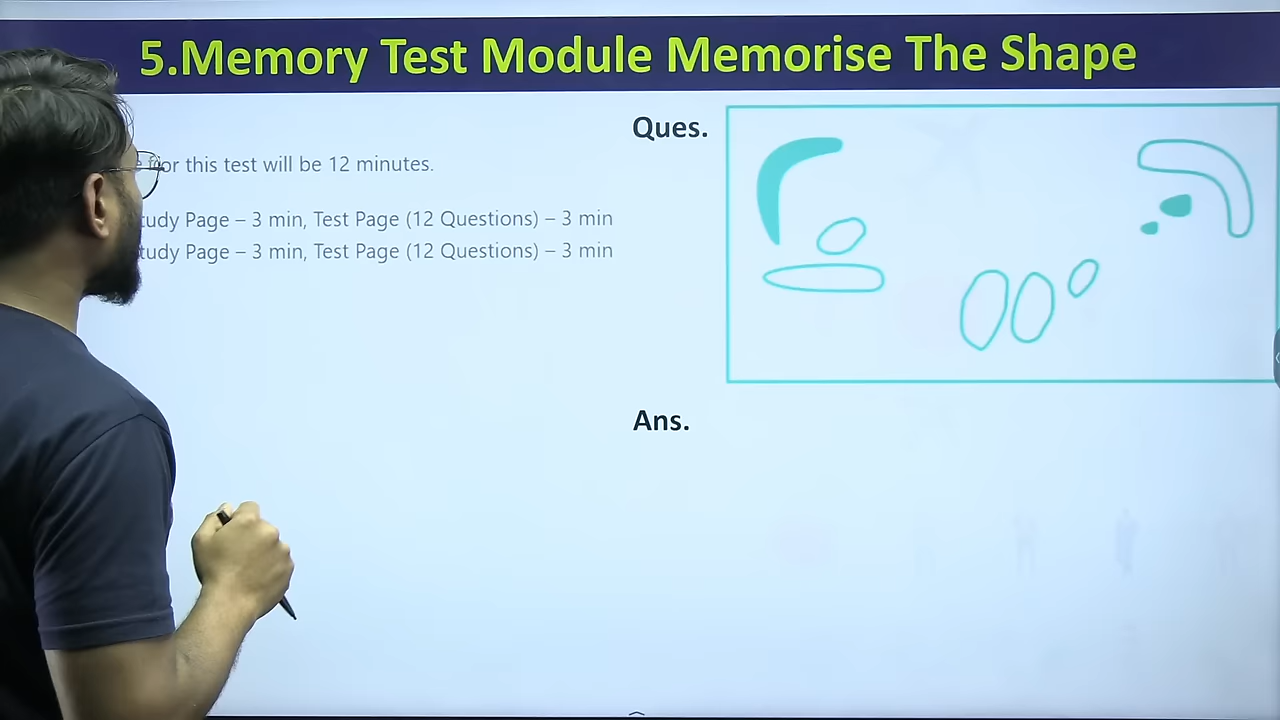 5.Memory Test Module Memorise The Shape
Ques.
for this test will be 12 minutes.
tudy Page – 3 min, Test Page (12 Questions) – 3 min
tudy Page – 3 min, Test Page (12 Questions) – 3 min
Ans.